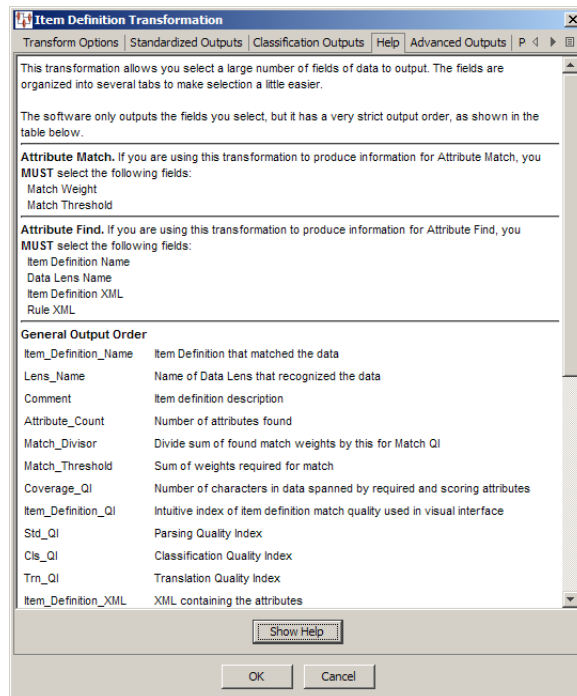 Item Definition Transformation
Transform Options Standardized Outputs Classification Outputs Help Advanced Outputs P
This transformation allows you select a large number of fields of data to output. The fields are
organized into several tabs to make selection a little easier.
The software only outputs the fields you select, but it has a very strict output order, as shown in the
table below.
Attribute Match. If you are using this transformation to produce information for Attribute Match, you
MUST select the following fields:
Match Weight
Match Threshold
Attribute Find. If you are using this transformation to produce information for Attribute Find, you
MUST select the following fields:
Item Definition Name
Data Lens Name
Item Definition XML
Rule XML
General Output Order
Item_Definition_Name Item Definition that matched the data
Lens_Name Name of Data Lens that recognized the data
Comment Item definition description
Attribute_Count Number of attributes found
Match_Divisor Divide sum of found match weights by this for Match QI
Match_Threshold Sum of weights required for match
Coverage_QI Number of characters in data spanned by required and scoring attributes
Item_Definition_QI Intuitive index of item definition match quality used in visual interface
Std_QI Parsing Quality Index
Cls_QI Classification Quality Index
Trn_QI Translation Quality Index
Item_Definition_XML XML containing the attributes
Show Help
OK Cancel